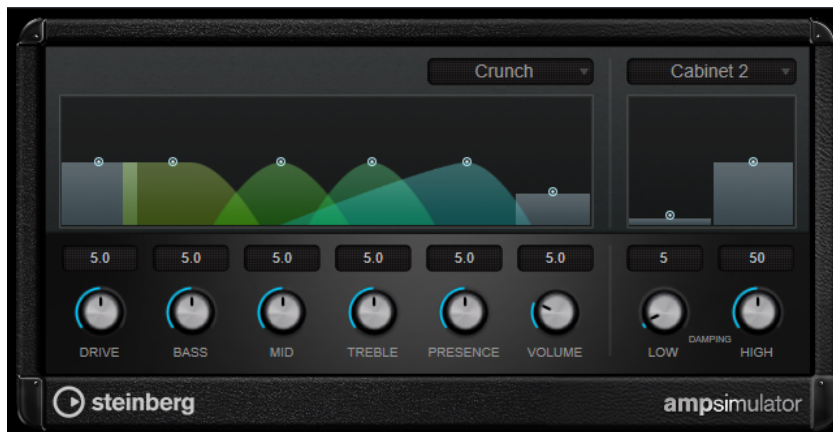 Crunch
Cabinet 2
5.0 5.0 5.0 5.0 5.0 5.0 5 50
DRIVE BASS MID TREBLE PRESENCE VOLUME LOW DAMPING HIGH
steinberg
ampsimulator